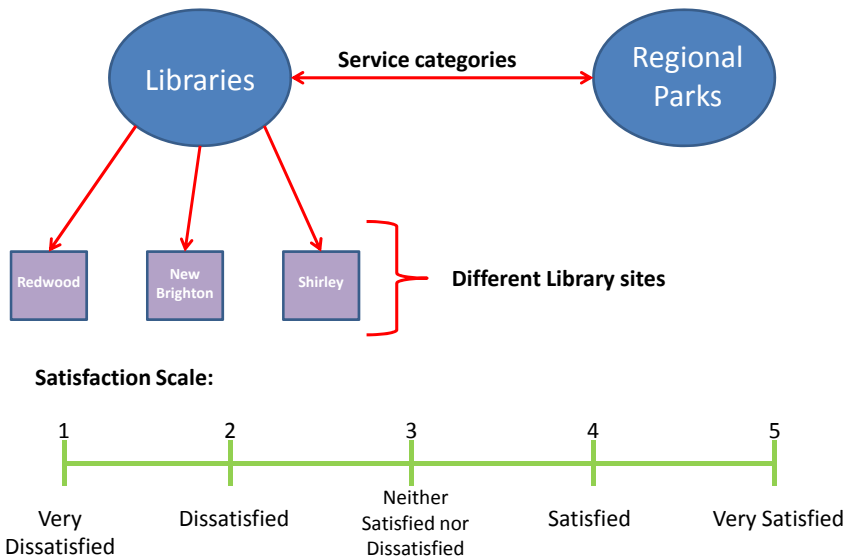 Libraries
Service categories
Regional
Parks
Redwood
New
Brighton
Shirley
Different Library sites
Satisfaction Scale:
1 2 3 4 5
Very
Dissatisfied
Dissatisfied
Neither
Satisfied nor
Dissatisfied
Satisfied
Very Satisfied